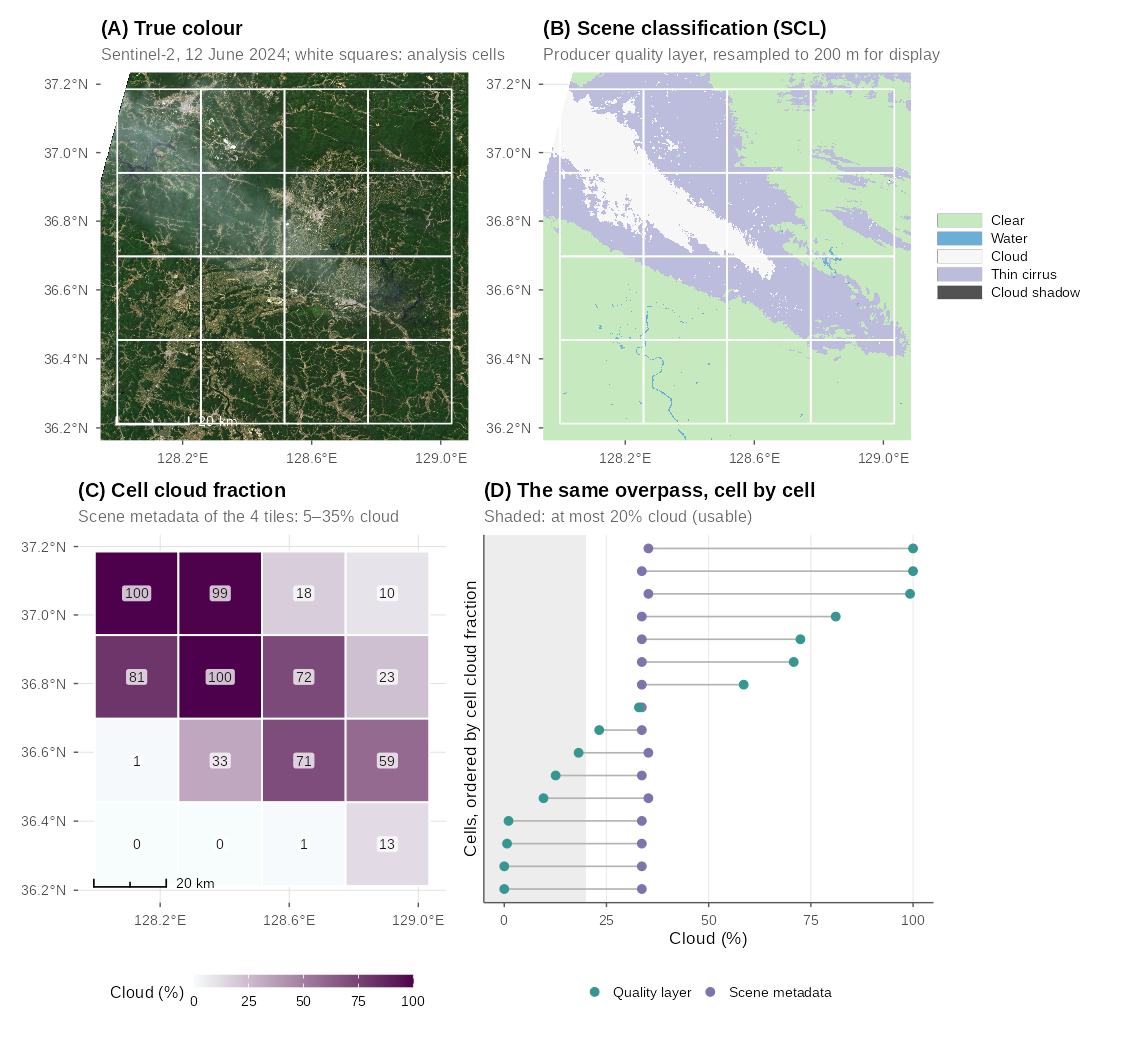 (A) True colour
Sentinel-2, 12 June 2024; white squares: analysis cells
37.2°N
37.0°N
36.8°N
36.6°N
36.4°N
36.2°N
20 km
128.2°E 128.6°E 129.0°E
(B) Scene classification (SCL)
Producer quality layer, resampled to 200 m for display
37.2°N
37.0°N
36.8°N
36.6°N
36.4°N
36.2°N
128.2°E 128.6°E 129.0°E
Clear
Water
Cloud
Thin cirrus
Cloud shadow
(C) Cell cloud fraction
Scene metadata of the 4 tiles: 5–35% cloud
37.2°N
37.0°N
36.8°N
36.6°N
36.4°N
36.2°N
100 99 18 10
81 100 72 23
1 33 71 59
0 0 1 13
20 km
128.2°E 128.6°E 129.0°E
Cloud (%)
0 25 50 75 100
(D) The same overpass, cell by cell
Shaded: at most 20% cloud (usable)
Cells, ordered by cell cloud fraction
0 25 50 75 100
Cloud (%)
Quality layer Scene metadata